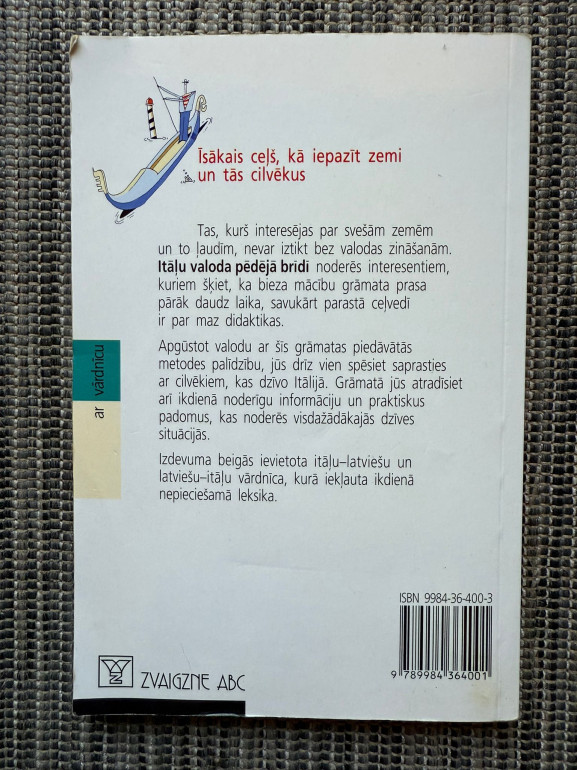 Īsākais ceļš, kā iepazīt zemi
un tās cilvēkus
Tas, kurš interesējas par svešām zemēm
un to ļaudīm, nevar iztikt bez valodas zināšanām.
Itāļu valoda pēdējā brīdī noderēs interesentiem,
kuriem šķiet, ka bieza mācību grāmata prasa
pārāk daudz laika, savukārt parastā ceļvedī
ir par maz didaktikas.
Apgūstot valodu ar šīs grāmatas piedāvātās
metodes palīdzību, jūs drīz vien spēsiet saprasties
ar cilvēkiem, kas dzīvo Itālijā. Grāmatā jūs atradīsiet
arī ikdienā noderīgu informāciju un praktiskus
padomus, kas noderēs visdažādākajās dzīves
situācijās.
Izdevuma beigās ievietota itāļu–latviešu un
latviešu–itāļu vārdnīca, kurā iekļauta ikdienā
nepieciešamā leksika.
ar vārdnīcu
ISBN 9984-36-400-3
9 789984 364001
ZVAIGZNE ABC